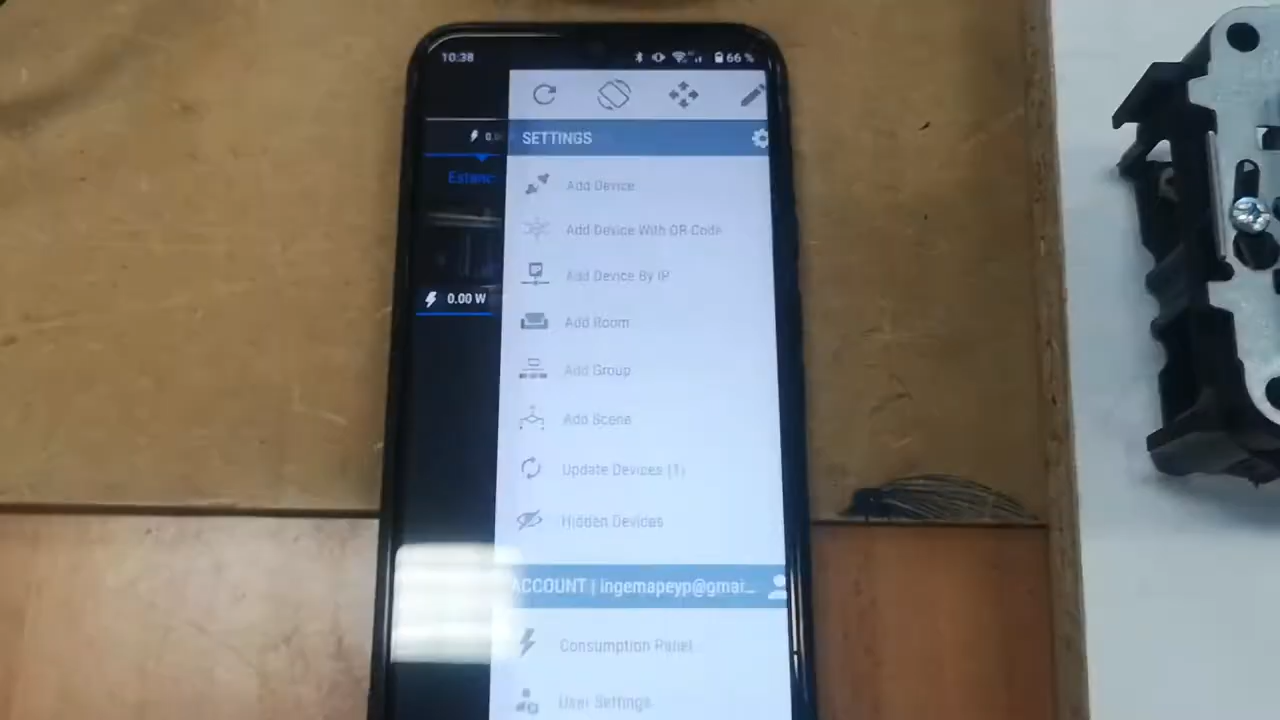 10:38
66 %
SETTINGS
Estanc
Add Device
Add Device With QR Code
Add Device By IP
0.00 W
Add Room
Add Group
Add Scene
Update Devices (1)
Hidden Devices
ACCOUNT | ingemapeyp@gmai...
Consumption Panel
User Settings